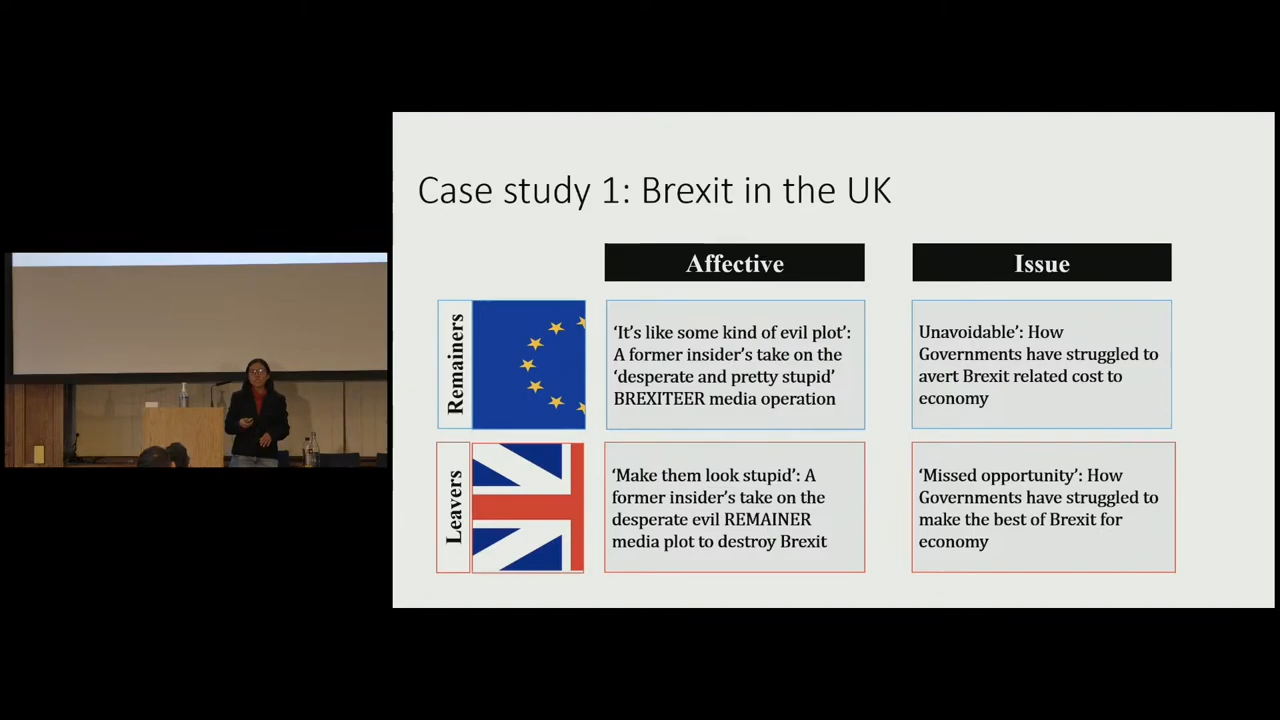 Case study 1: Brexit in the UK
Affective
Issue
Remainers
‘It’s like some kind of evil plot’:
A former insider’s take on the
‘desperate and pretty stupid’
BREXITEER media operation
Unavoidable’: How
Governments have struggled to
avert Brexit related cost to
economy
Leavers
‘Make them look stupid’: A
former insider’s take on the
desperate evil REMAINER
media plot to destroy Brexit
‘Missed opportunity’: How
Governments have struggled to
make the best of Brexit for
economy